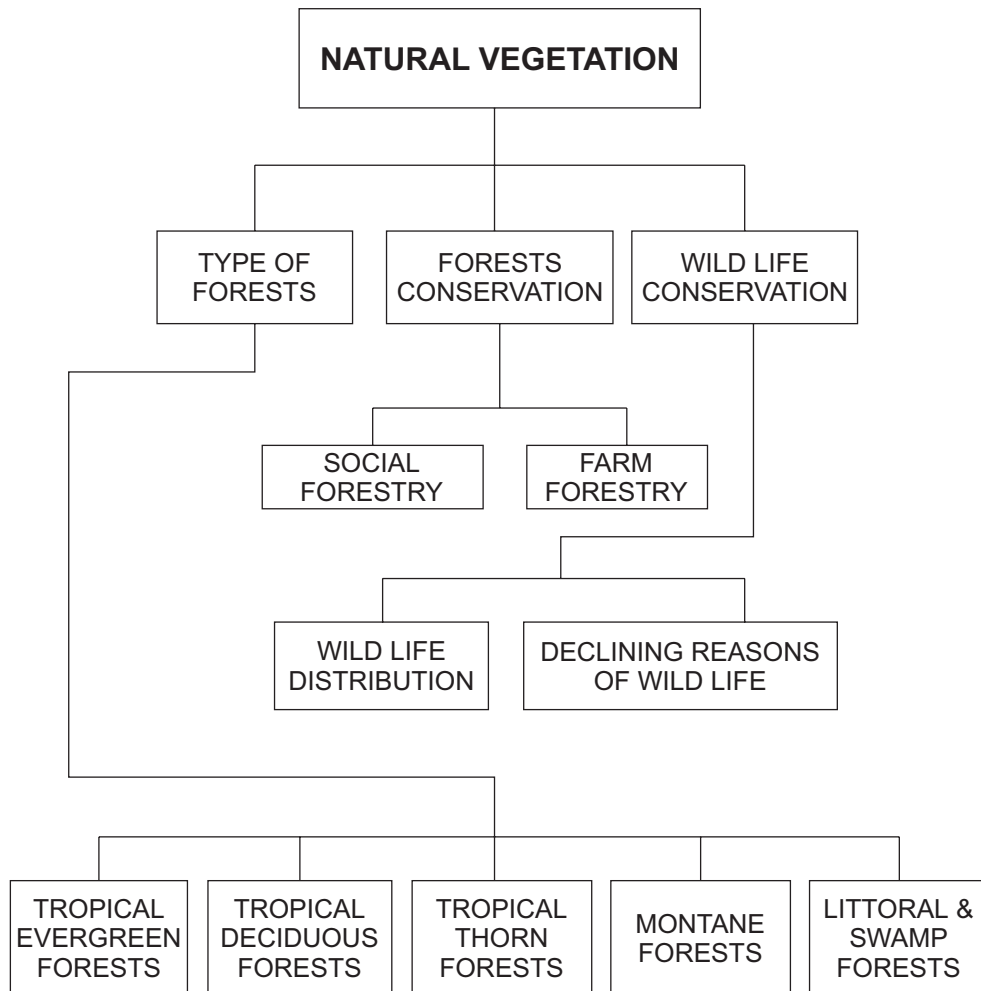 NATURAL VEGETATION
TYPE OF
FORESTS
FORESTS
CONSERVATION
WILD LIFE
CONSERVATION
SOCIAL
FORESTRY
FARM
FORESTRY
WILD LIFE
DISTRIBUTION
DECLINING REASONS
OF WILD LIFE
TROPICAL
EVERGREEN
FORESTS
TROPICAL
DECIDUOUS
FORESTS
TROPICAL
THORN
FORESTS
MONTANE
FORESTS
LITTORAL &
SWAMP
FORESTS